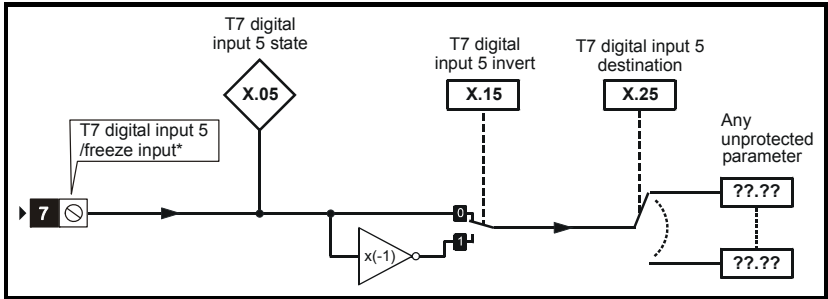 T7 digital
input 5 state
X.05
T7 digital
input 5 invert
X.15
T7 digital input 5
destination
X.25
T7 digital input 5
/freeze input*
7
0
1
x(-1)
Any
unprotected
parameter
??.??
??.??